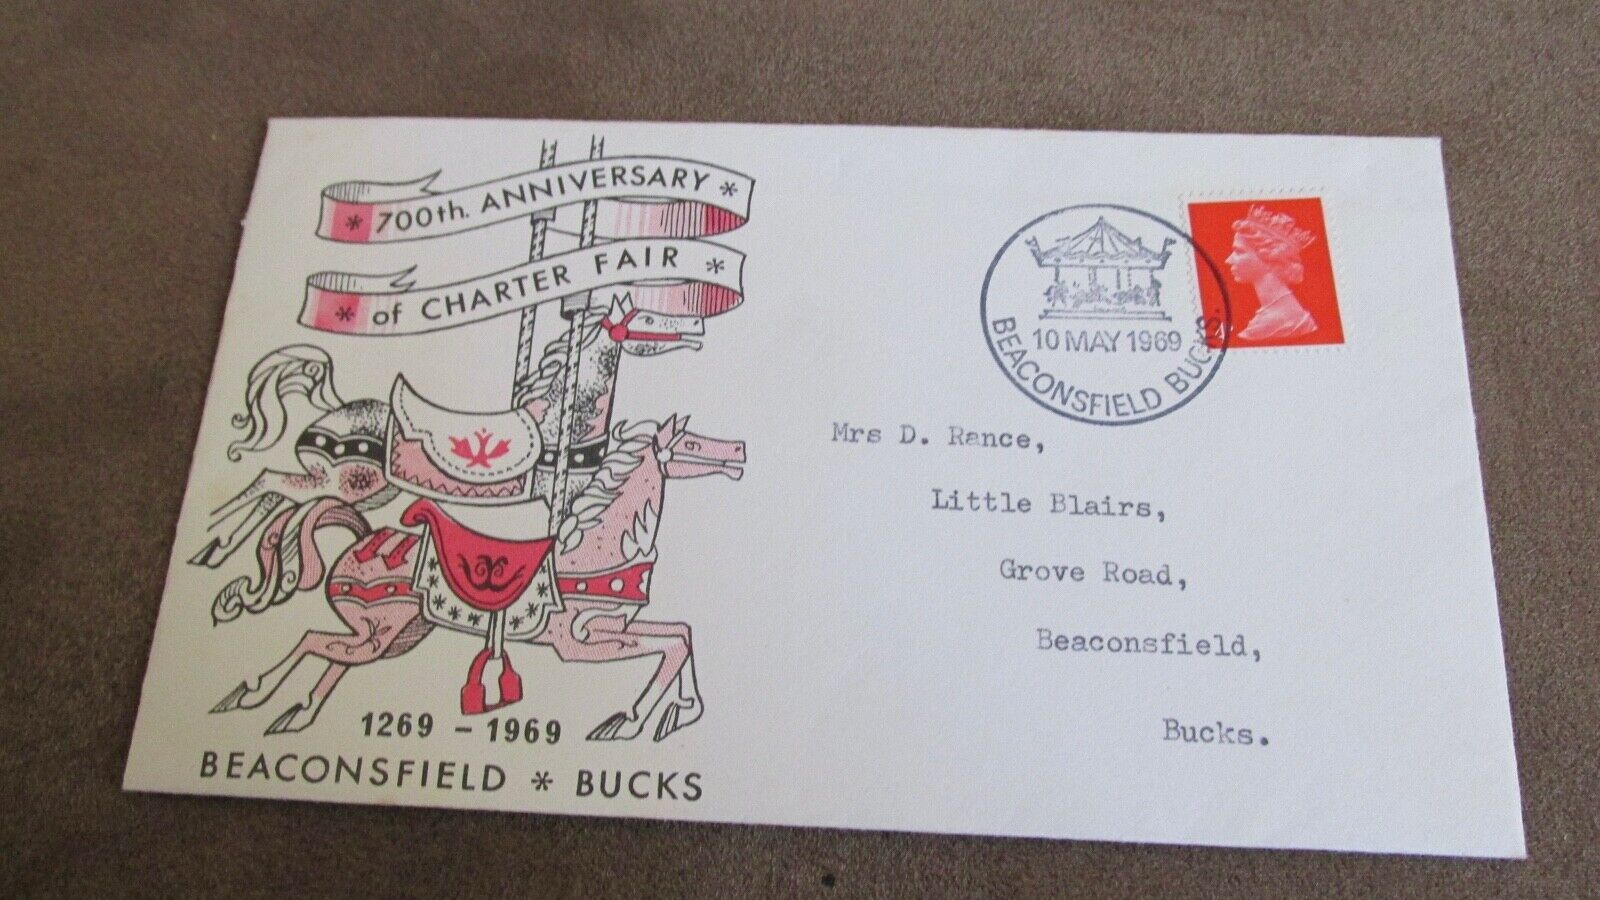 * 700th. ANNIVERSARY *
* of CHARTER FAIR *
1269 - 1969
BEACONSFIELD * BUCKS
10 MAY 1969
BEACONSFIELD BUCKS.
Mrs D. Rance,
Little Blairs,
Grove Road,
Beaconsfield,
Bucks.